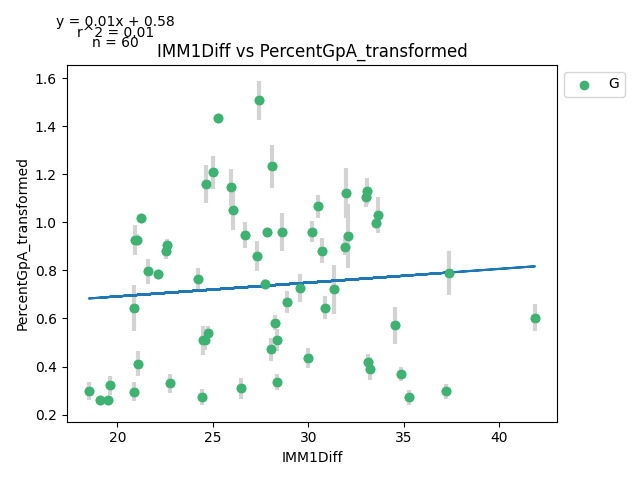 y = 0.01x + 0.58
r^2 = 0.01
n = 60
IMM1Diff vs PercentGpA_transformed
G
PercentGpA_transformed
1.6
1.4
1.2
1.0
0.8
0.6
0.4
0.2
20 25 30 35 40
IMM1Diff